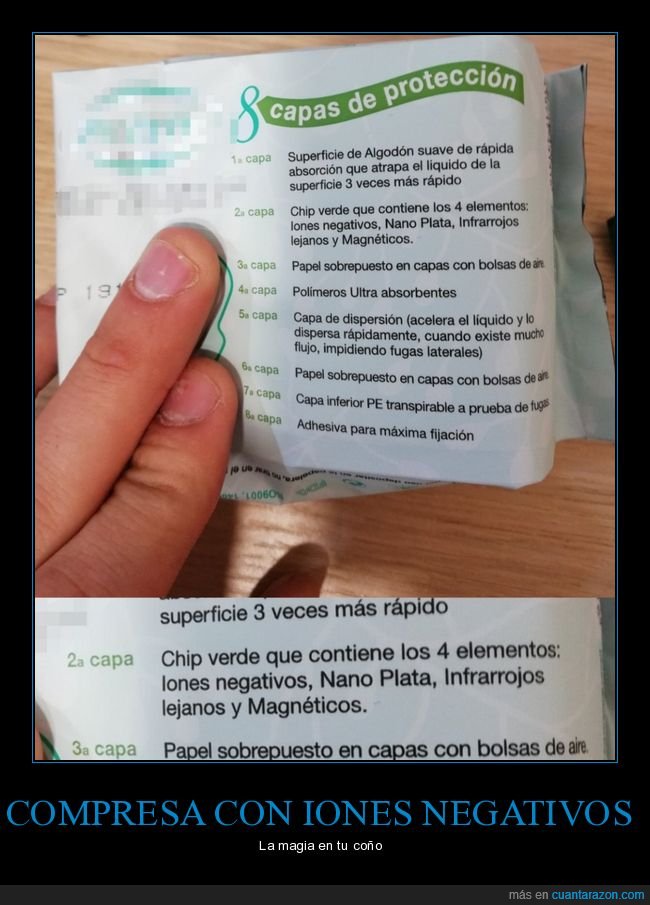 8 capas de protección
1a capa Superficie de Algodón suave de rápida
absorción que atrapa el líquido de la
superficie 3 veces más rápido
2a capa Chip verde que contiene los 4 elementos:
Iones negativos, Nano Plata, Infrarrojos
lejanos y Magnéticos.
3a capa Papel sobrepuesto en capas con bolsas de aire.
4a capa Polímeros Ultra absorbentes
5a capa Capa de dispersión (acelera el líquido y lo
dispersa rápidamente, cuando existe mucho
flujo, impidiendo fugas laterales)
6a capa Papel sobrepuesto en capas con bolsas de aire.
7a capa Capa inferior PE transpirable a prueba de fugas
8a capa Adhesiva para máxima fijación
superficie 3 veces más rápido
2a capa Chip verde que contiene los 4 elementos:
Iones negativos, Nano Plata, Infrarrojos
lejanos y Magnéticos.
3a capa Papel sobrepuesto en capas con bolsas de aire.
COMPRESA CON IONES NEGATIVOS
La magia en tu coño
más en cuantarazon.com